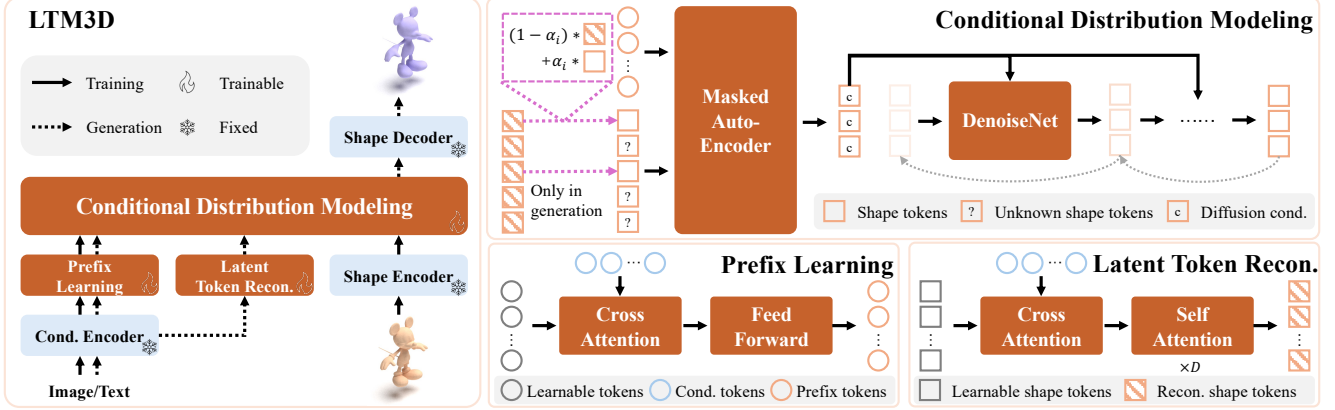 LTM3D
Training
Trainable
Generation
Fixed
Shape Decoder
Conditional Distribution Modeling
Prefix
Learning
Latent
Token Recon.
Shape Encoder
Cond. Encoder
Image/Text
Conditional Distribution Modeling
(1 − αᵢ) ∗
+αᵢ ∗
?
?
?
Only in
generation
Masked
Auto-
Encoder
c
c
c
DenoiseNet
Shape tokens
? Unknown shape tokens
c Diffusion cond.
Prefix Learning
Cross
Attention
Feed
Forward
Learnable tokens
Cond. tokens
Prefix tokens
Latent Token Recon.
Cross
Attention
Self
Attention
×D
Learnable shape tokens
Recon. shape tokens